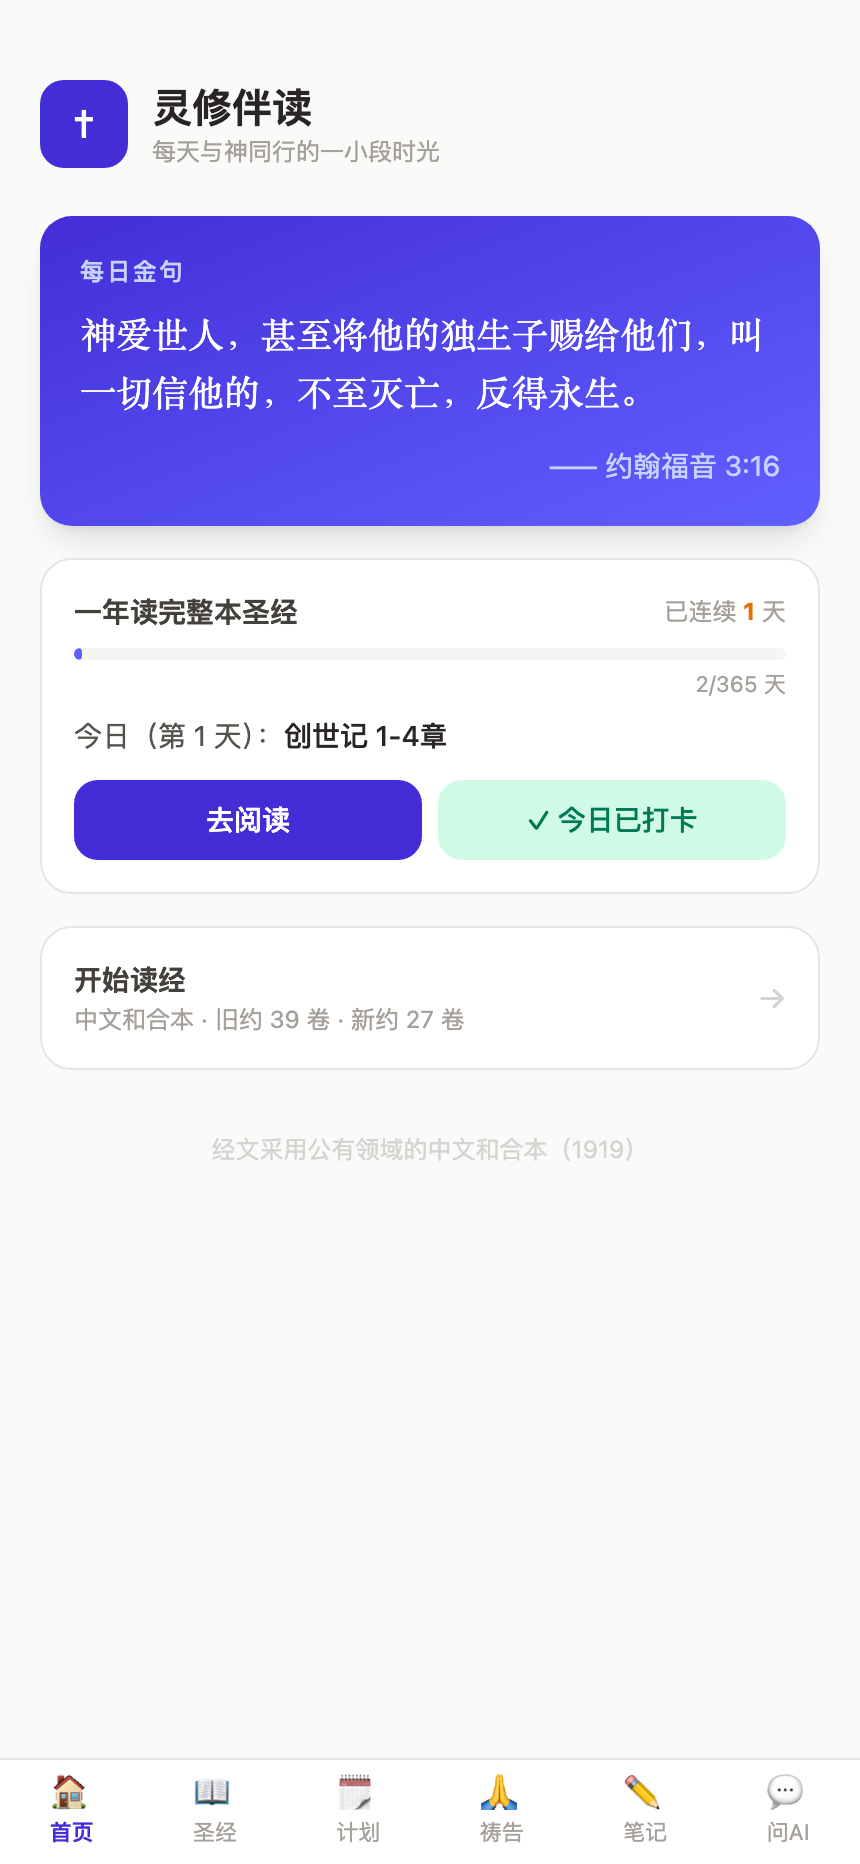 ✝
灵修伴读
每天与神同行的一小段时光
每日金句
神爱世人，甚至将他的独生子赐给他们，叫
一切信他的，不至灭亡，反得永生。
—— 约翰福音 3:16
一年读完整本圣经 已连续 1 天
2/365 天
今日（第 1 天）：创世记 1-4章
去阅读 ✓ 今日已打卡
开始读经
中文和合本 · 旧约 39 卷 · 新约 27 卷 →
经文采用公有领域的中文和合本（1919）
首页 圣经 计划 祷告 笔记 问AI